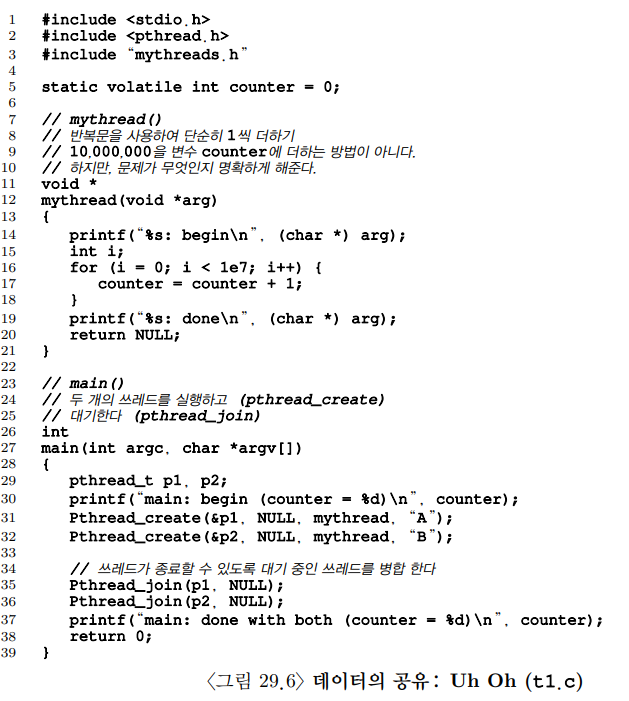 1 #include <stdio.h>
2 #include <pthread.h>
3 #include “mythreads.h”
4
5 static volatile int counter = 0;
6
7 // mythread()
8 // 반복문을 사용하여 단순히 1씩 더하기
9 // 10,000,000을 변수 counter에 더하는 방법이 아니다.
10 // 하지만, 문제가 무엇인지 명확하게 해준다.
11 void *
12 mythread(void *arg)
13 {
14 printf(“%s: begin\n”, (char *) arg);
15 int i;
16 for (i = 0; i < 1e7; i++) {
17 counter = counter + 1;
18 }
19 printf(“%s: done\n”, (char *) arg);
20 return NULL;
21 }
22
23 // main()
24 // 두 개의 쓰레드를 실행하고 (pthread_create)
25 // 대기한다 (pthread_join)
26 int
27 main(int argc, char *argv[])
28 {
29 pthread_t p1, p2;
30 printf(“main: begin (counter = %d)\n”, counter);
31 Pthread_create(&p1, NULL, mythread, “A”);
32 Pthread_create(&p2, NULL, mythread, “B”);
33
34 // 쓰레드가 종료할 수 있도록 대기 중인 쓰레드를 병합 한다
35 Pthread_join(p1, NULL);
36 Pthread_join(p2, NULL);
37 printf(“main: done with both (counter = %d)\n”, counter);
38 return 0;
39 }
〈그림 29.6〉 데이터의 공유: Uh Oh (t1.c)